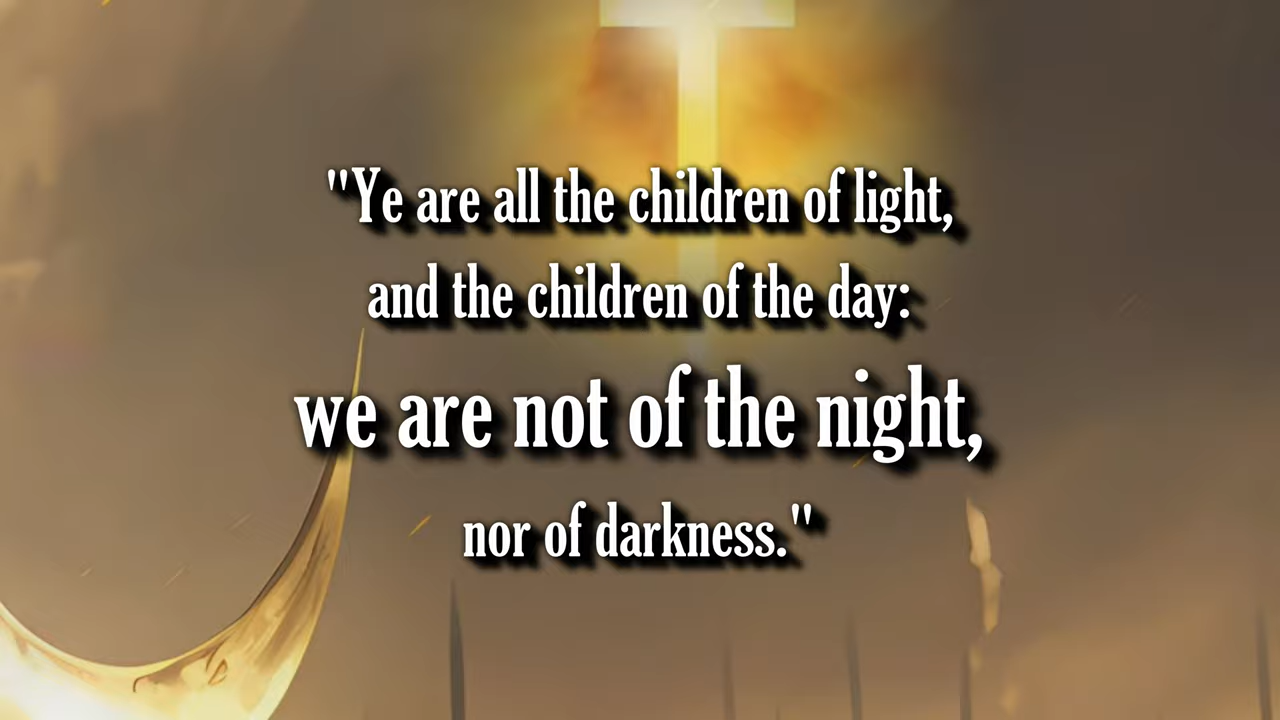 "Ye are all the children of light,
and the children of the day:
we are not of the night,
nor of darkness."